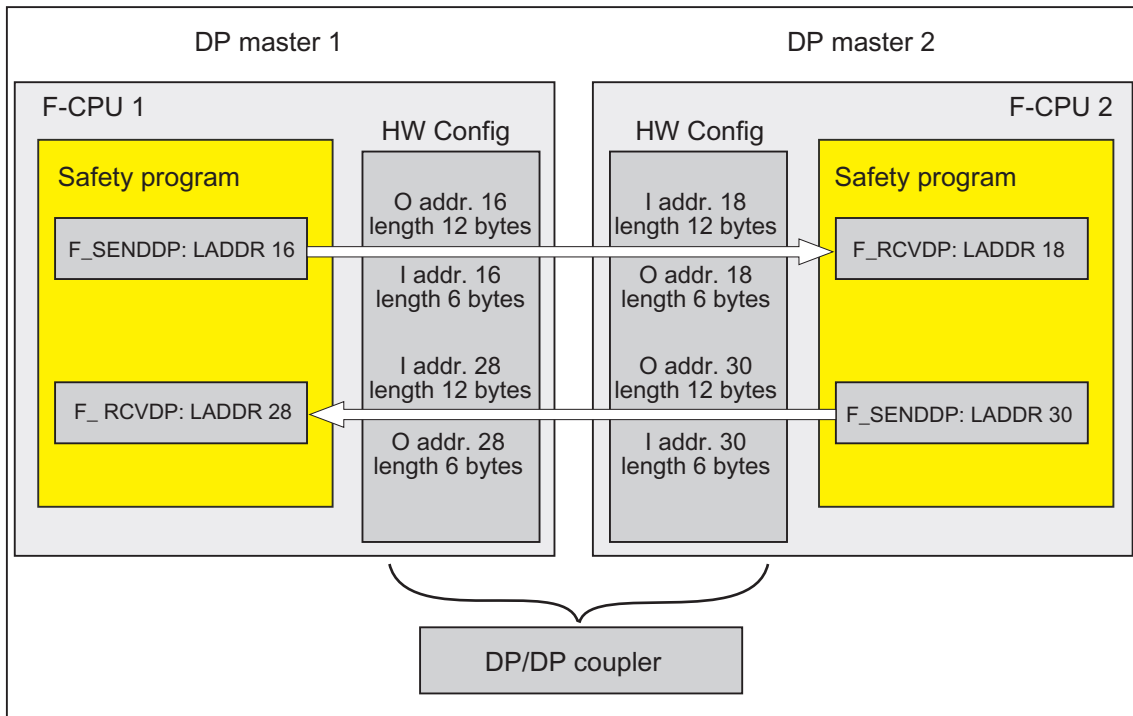 DP master 1
DP master 2
F-CPU 1
F-CPU 2
HW Config
HW Config
Safety program
Safety program
O addr. 16
length 12 bytes
I addr. 18
length 12 bytes
F_SENDDP: LADDR 16
F_RCVDP: LADDR 18
I addr. 16
length 6 bytes
O addr. 18
length 6 bytes
I addr. 28
length 12 bytes
O addr. 30
length 12 bytes
F_ RCVDP: LADDR 28
F_SENDDP: LADDR 30
O addr. 28
length 6 bytes
I addr. 30
length 6 bytes
DP/DP coupler